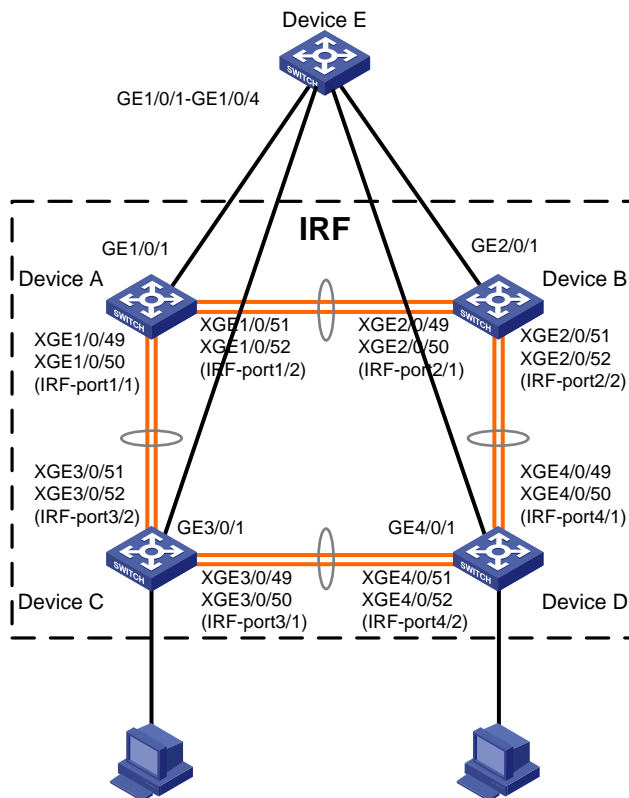 Device E
SWITCH
GE1/0/1-GE1/0/4
IRF
GE1/0/1
GE2/0/1
Device A
Device B
SWITCH
SWITCH
XGE1/0/49
XGE1/0/50
(IRF-port1/1)
XGE1/0/51
XGE1/0/52
(IRF-port1/2)
XGE2/0/49
XGE2/0/50
(IRF-port2/1)
XGE2/0/51
XGE2/0/52
(IRF-port2/2)
XGE3/0/51
XGE3/0/52
(IRF-port3/2)
XGE4/0/49
XGE4/0/50
(IRF-port4/1)
GE3/0/1
GE4/0/1
SWITCH
SWITCH
Device C
XGE3/0/49
XGE3/0/50
(IRF-port3/1)
XGE4/0/51
XGE4/0/52
(IRF-port4/2)
Device D